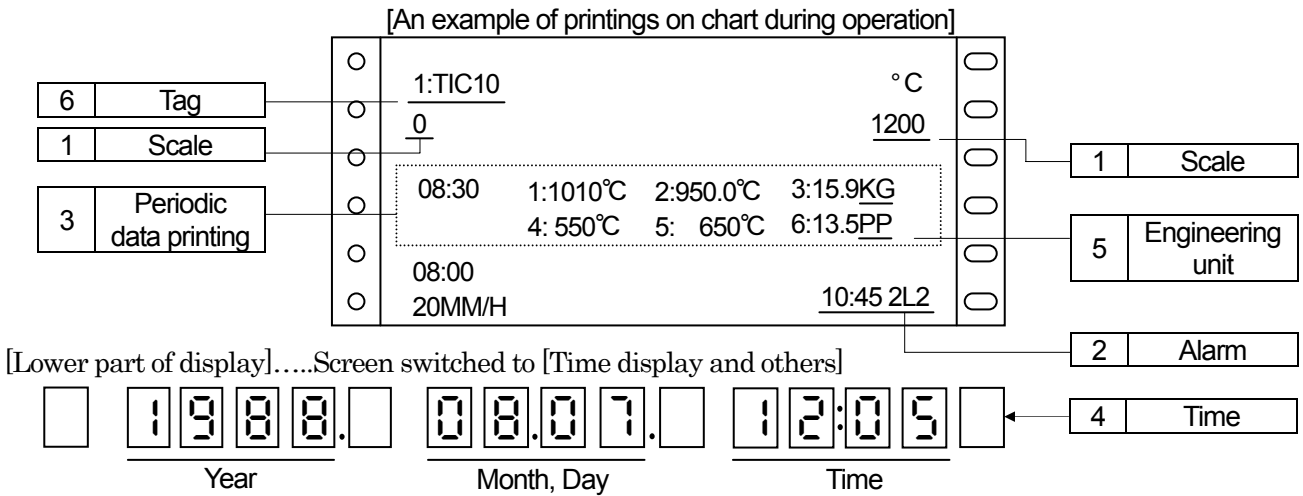 [An example of printings on chart during operation]
1:TIC10 °C
6 Tag
0 1200
1 Scale
1 Scale
08:30 1:1010℃ 2:950.0℃ 3:15.9KG
3 Periodic data printing
4: 550℃ 5: 650℃ 6:13.5PP
5 Engineering unit
08:00
20MM/H 10:45 2L2
2 Alarm
[Lower part of display]…..Screen switched to [Time display and others]
1988. 08.07. 12:05
4 Time
Year Month, Day Time